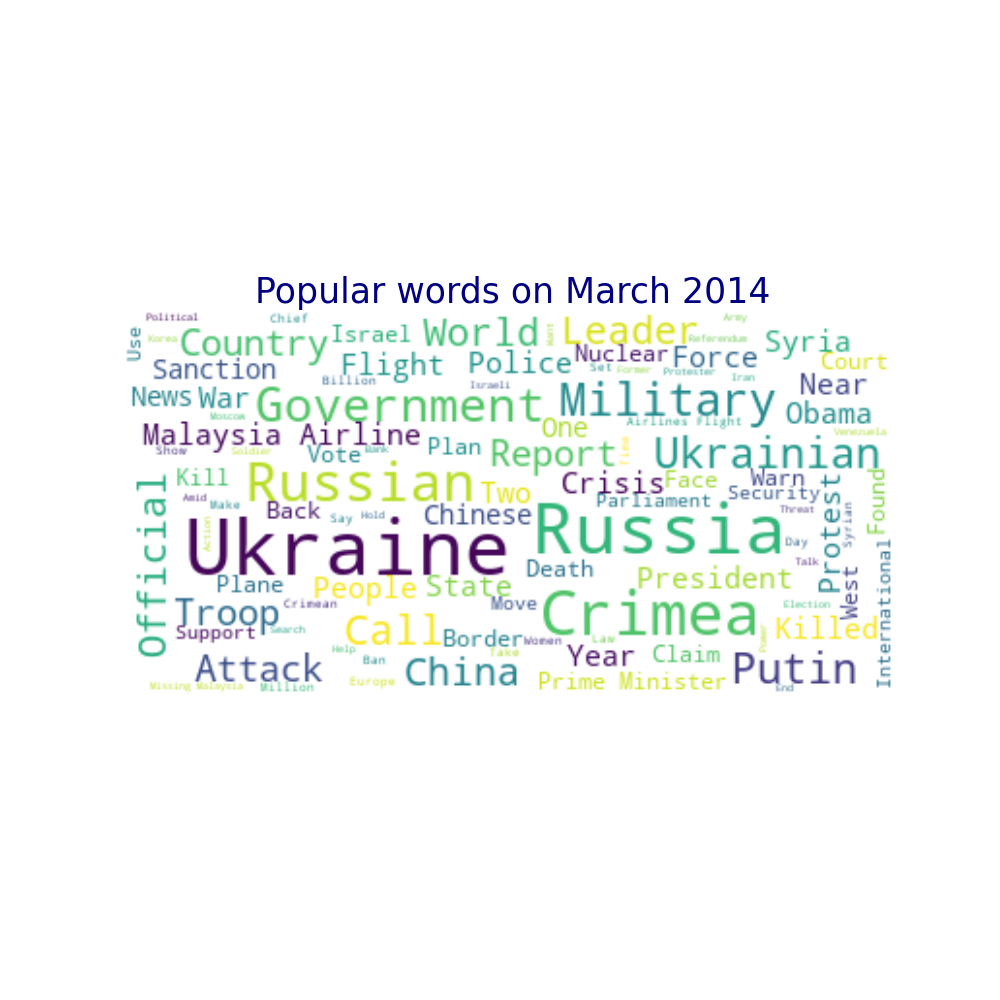 Popular words on March 2014
Political
Chief
Army
Use
Korea
Country
Israel
World
Want
Leader
Referendum
Syria
Sanction
Flight
Police
Nuclear
Force
Court
Billion
Israeli
Set
Former
Protester
Iran
Near
News
War
Moscow
Government
Military
Airlines Flight
Obama
Venezuela
Malaysia Airline
Show
Soldier
Vote
Bank
Plan
One
Report
Time
Ukrainian
Kill
Russian
Two
Crisis
Face
Warn
Parliament
Security
Found
Official
Amid
Make
Back
Say
Hold
Chinese
Russia
Threat
Protest
Syrian
Action
Ukraine
Day
Talk
Death
West
International
Plane
People
State
President
Troop
Crimean
Move
Crimea
Election
Support
Search
Call
Border
Women
Law
Power
Killed
Help
Take
Attack
Ban
China
Year
Claim
Putin
Missing Malaysia
Million
Europe
Prime Minister
End